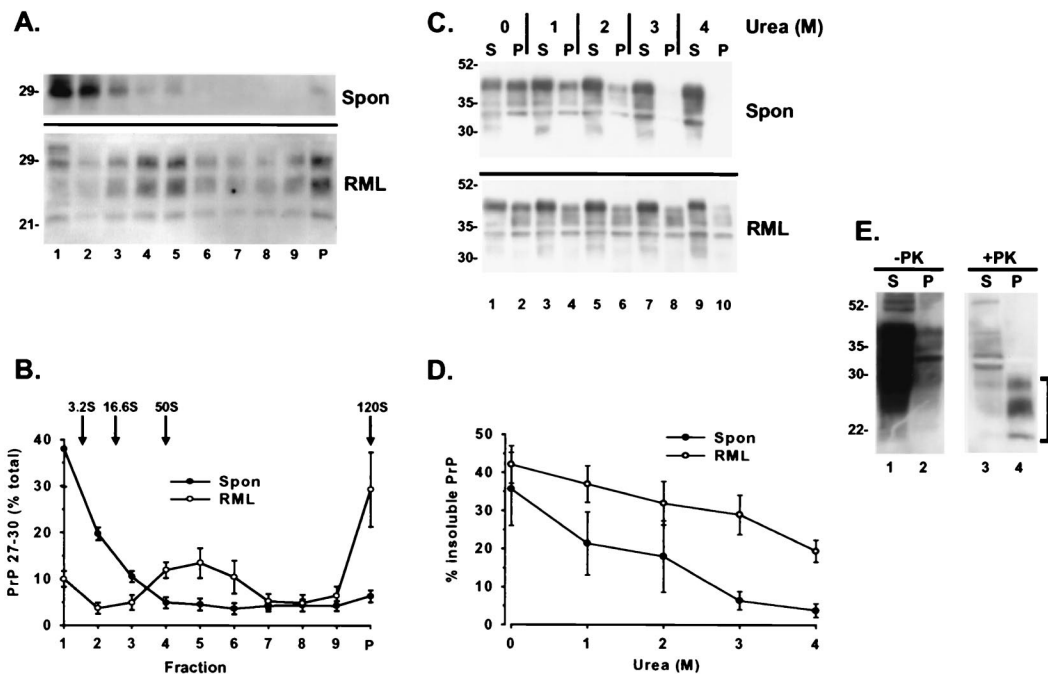 A.
29-
Spon
29-
RML
21-
1 2 3 4 5 6 7 8 9 P
B.
3.2S 16.6S 50S 120S
40
30
20
10
0
PrP 27-30 (% total)
Spon
RML
1 2 3 4 5 6 7 8 9 P
Fraction
C.
0 1 2 3 4 Urea (M)
S P S P S P S P S P
52-
35-
30-
Spon
52-
35-
30-
RML
1 2 3 4 5 6 7 8 9 10
D.
50
40
30
20
10
0
% insoluble PrP
Spon
RML
0 1 2 3 4
Urea (M)
E.
-PK +PK
S P S P
52-
35-
30-
22-
1 2 3 4